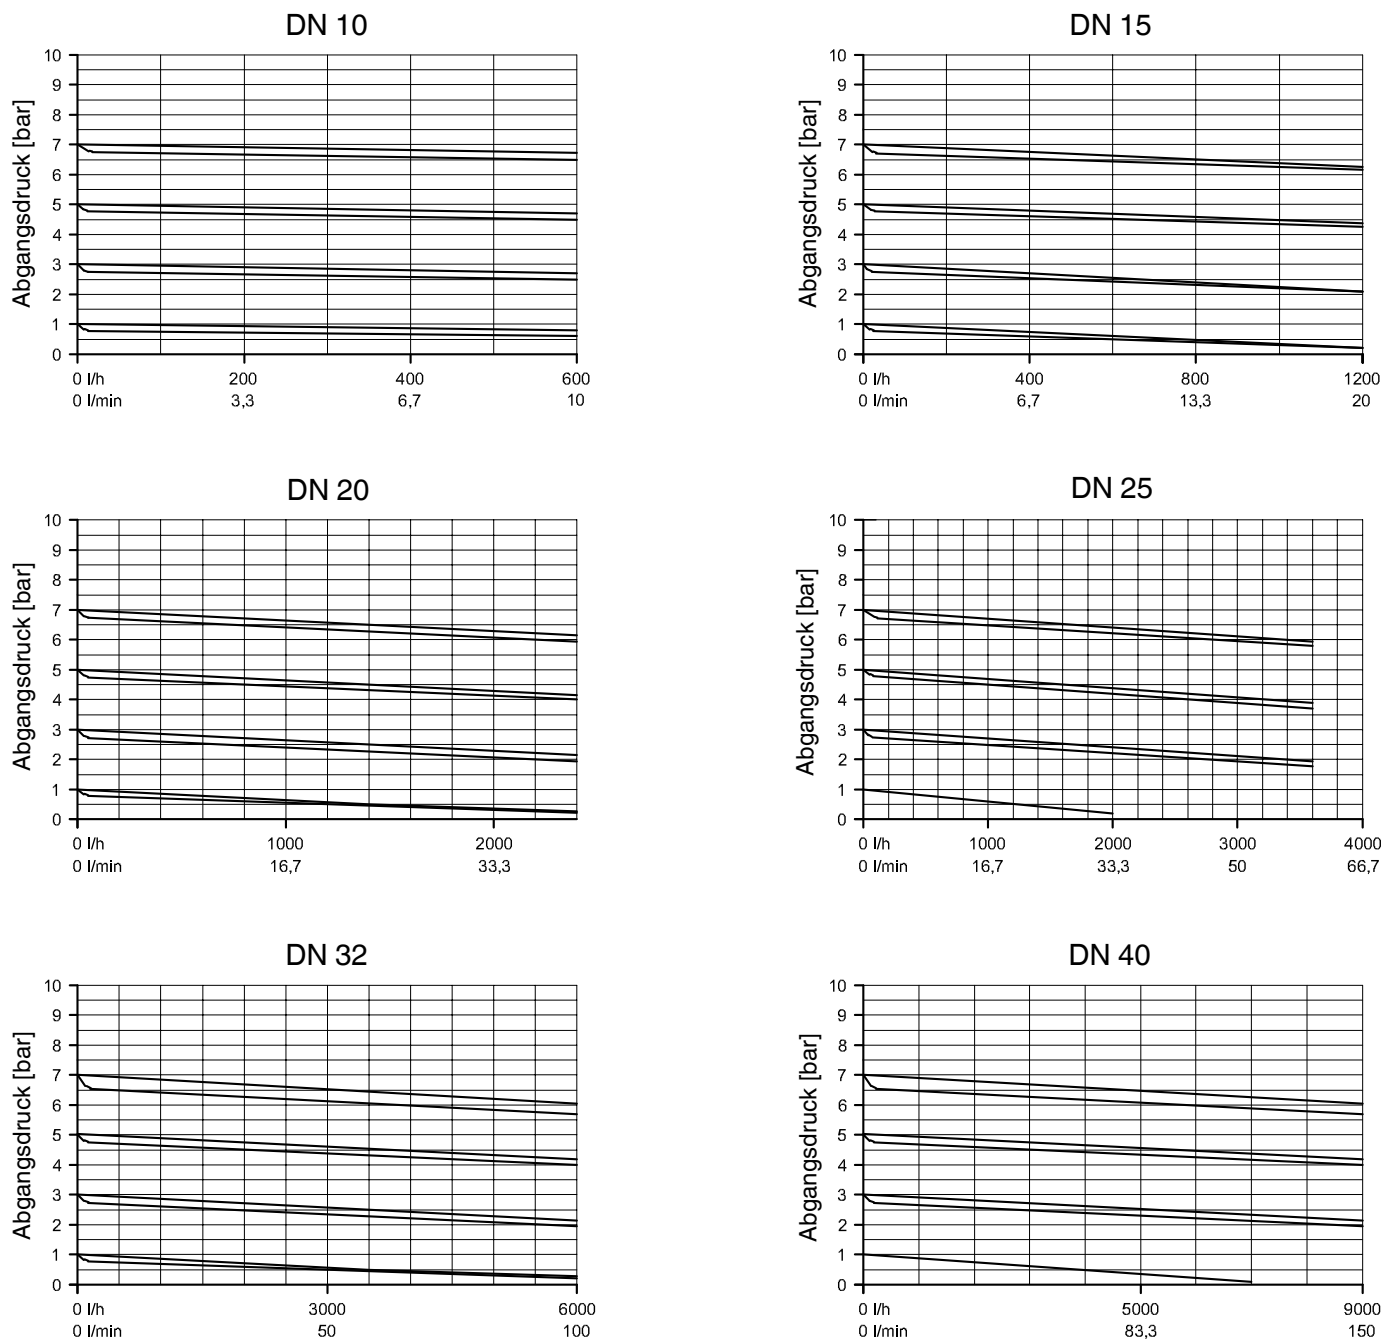 DN 10
Abgangsdruck [bar]
10
9
8
7
6
5
4
3
2
1
0
0 l/h 200 400 600
0 l/min 3,3 6,7 10
DN 15
Abgangsdruck [bar]
10
9
8
7
6
5
4
3
2
1
0
0 l/h 400 800 1200
0 l/min 6,7 13,3 20
DN 20
Abgangsdruck [bar]
10
9
8
7
6
5
4
3
2
1
0
0 l/h 1000 2000
0 l/min 16,7 33,3
DN 25
Abgangsdruck [bar]
10
9
8
7
6
5
4
3
2
1
0
0 l/h 1000 2000 3000 4000
0 l/min 16,7 33,3 50 66,7
DN 32
Abgangsdruck [bar]
10
9
8
7
6
5
4
3
2
1
0
0 l/h 3000 6000
0 l/min 50 100
DN 40
Abgangsdruck [bar]
10
9
8
7
6
5
4
3
2
1
0
0 l/h 5000 9000
0 l/min 83,3 150